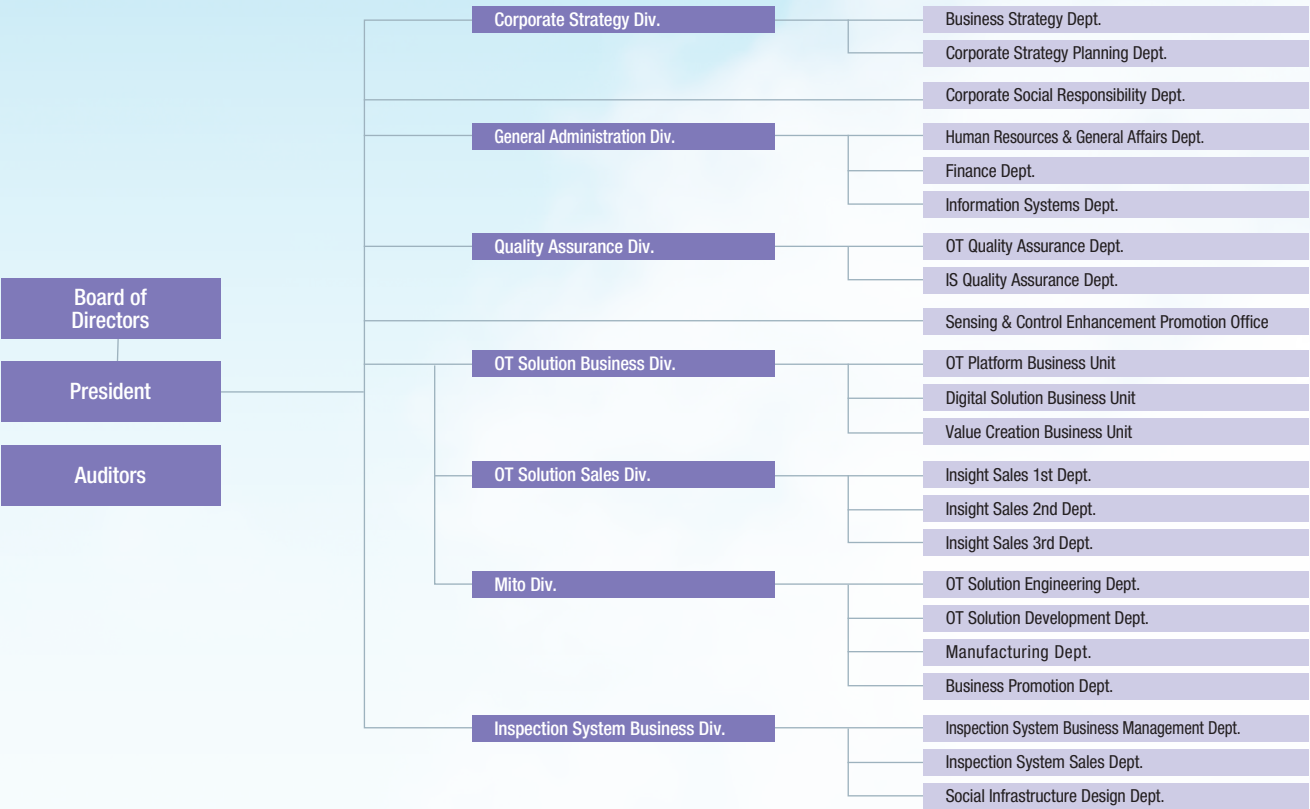 Board of
Directors
President
Auditors
Corporate Strategy Div.
Business Strategy Dept.
Corporate Strategy Planning Dept.
Corporate Social Responsibility Dept.
General Administration Div.
Human Resources & General Affairs Dept.
Finance Dept.
Information Systems Dept.
Quality Assurance Div.
OT Quality Assurance Dept.
IS Quality Assurance Dept.
Sensing & Control Enhancement Promotion Office
OT Solution Business Div.
OT Platform Business Unit
Digital Solution Business Unit
Value Creation Business Unit
OT Solution Sales Div.
Insight Sales 1st Dept.
Insight Sales 2nd Dept.
Insight Sales 3rd Dept.
Mito Div.
OT Solution Engineering Dept.
OT Solution Development Dept.
Manufacturing Dept.
Business Promotion Dept.
Inspection System Business Div.
Inspection System Business Management Dept.
Inspection System Sales Dept.
Social Infrastructure Design Dept.